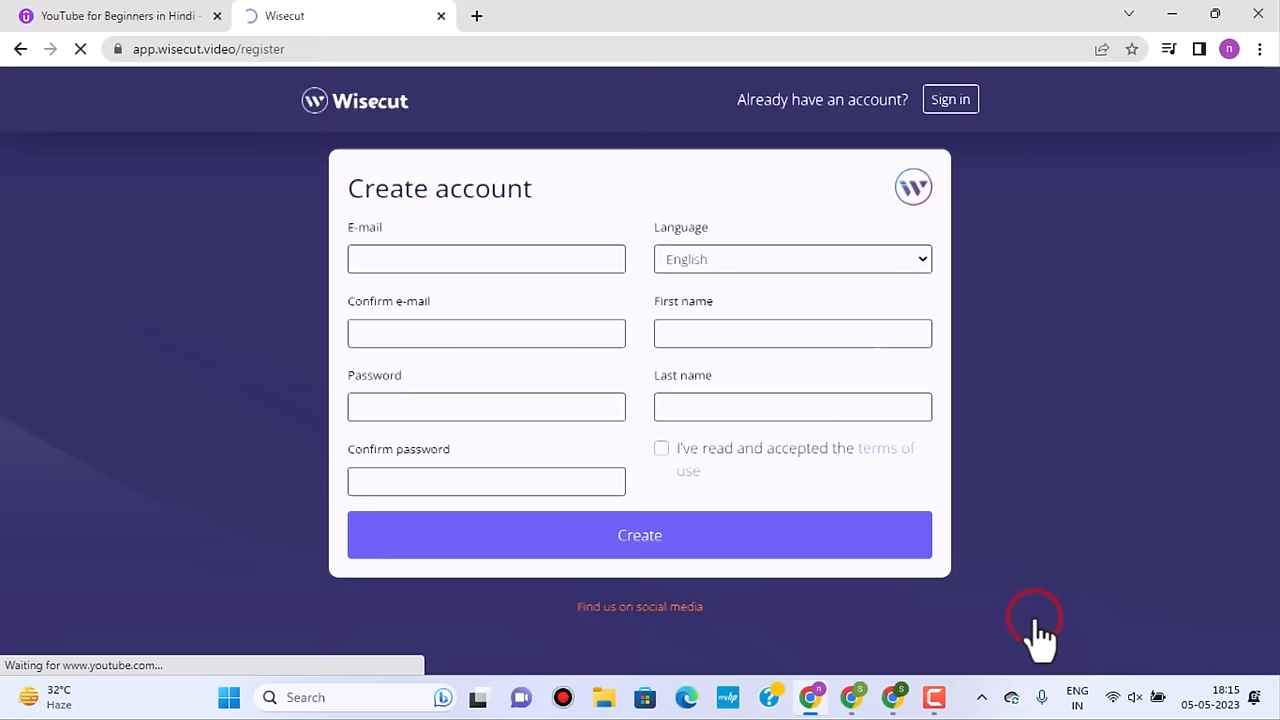 YouTube for Beginners in Hindi -
Wisecut
app.wisecut.video/register
n
Wisecut
Already have an account?
Sign in
Create account
E-mail
Language
English
Confirm e-mail
First name
Password
Last name
Confirm password
I've read and accepted the terms of
use
Create
Find us on social media
Waiting for www.youtube.com...
32°C
Haze
Search
myhp
n
S
S
ENG
IN
18:15
05-05-2023